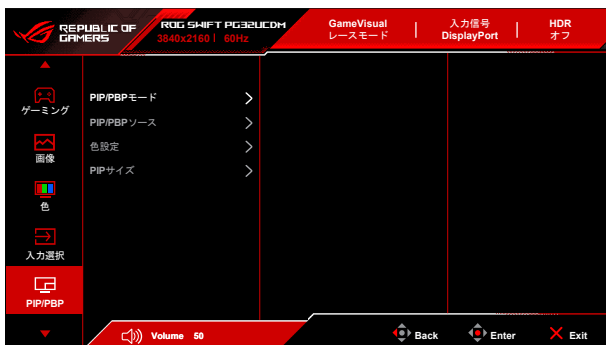 REPUBLIC OF
GAMERS
ROG SWIFT PG32UCDM
3840x2160 60Hz
GameVisual
レースモード
入力信号
DisplayPort
HDR
オフ
ゲーミング
画像
色
入力選択
PIP/PBP
PIP/PBPモード
PIP/PBPソース
色設定
PIPサイズ
Volume 50
Back
Enter
Exit